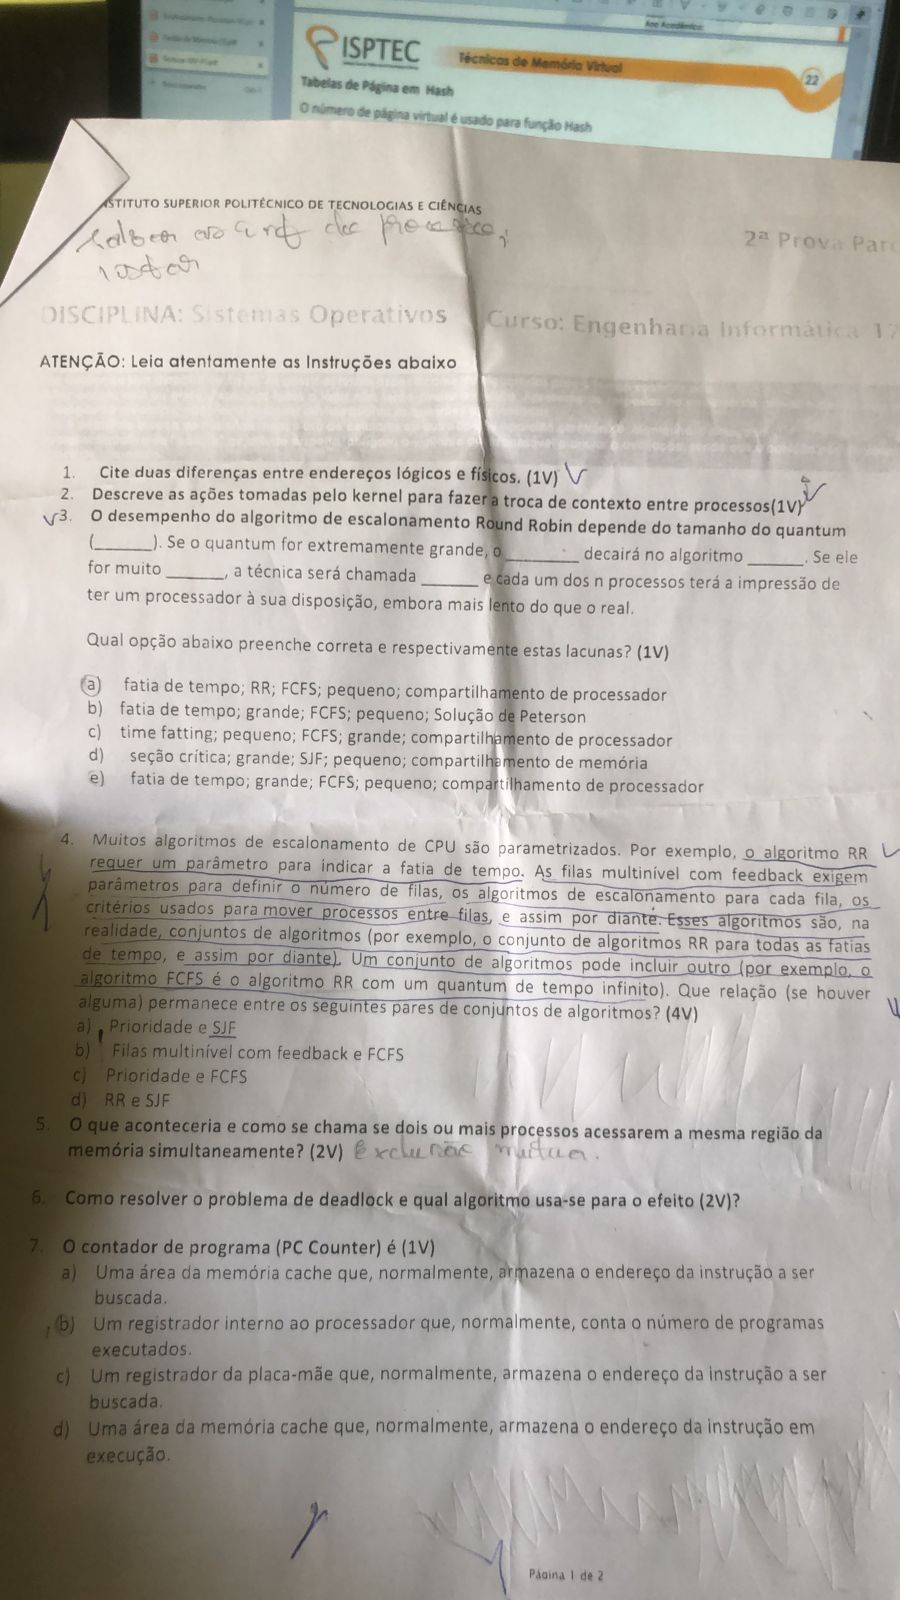 ISPTEC
Técnicas de Memória Virtual
22
Tabelas de Página em Hash
O número de página virtual é usado para função Hash
STITUTO SUPERIOR POLITÉCNICO DE TECNOLOGIAS E CIÊNCIAS
2ª Prova Parc
DISCIPLINA: Sistemas Operativos Curso: Engenharia Informática 17
ATENÇÃO: Leia atentamente as Instruções abaixo
1. Cite duas diferenças entre endereços lógicos e físicos. (1V)
2. Descreve as ações tomadas pelo kernel para fazer a troca de contexto entre processos(1V)
3. O desempenho do algoritmo de escalonamento Round Robin depende do tamanho do quantum
(______). Se o quantum for extremamente grande, o ______ decairá no algoritmo ______. Se ele
for muito ______, a técnica será chamada ______ e cada um dos n processos terá a impressão de
ter um processador à sua disposição, embora mais lento do que o real.
Qual opção abaixo preenche correta e respectivamente estas lacunas? (1V)
a) fatia de tempo; RR; FCFS; pequeno; compartilhamento de processador
b) fatia de tempo; grande; FCFS; pequeno; Solução de Peterson
c) time fatting; pequeno; FCFS; grande; compartilhamento de processador
d) seção crítica; grande; SJF; pequeno; compartilhamento de memória
e) fatia de tempo; grande; FCFS; pequeno; compartilhamento de processador
4. Muitos algoritmos de escalonamento de CPU são parametrizados. Por exemplo, o algoritmo RR
requer um parâmetro para indicar a fatia de tempo. As filas multinível com feedback exigem
parâmetros para definir o número de filas, os algoritmos de escalonamento para cada fila, os
critérios usados para mover processos entre filas, e assim por diante. Esses algoritmos são, na
realidade, conjuntos de algoritmos (por exemplo, o conjunto de algoritmos RR para todas as fatias
de tempo, e assim por diante). Um conjunto de algoritmos pode incluir outro (por exemplo, o
algoritmo FCFS é o algoritmo RR com um quantum de tempo infinito). Que relação (se houver
alguma) permanece entre os seguintes pares de conjuntos de algoritmos? (4V)
a) Prioridade e SJF
b) Filas multinível com feedback e FCFS
c) Prioridade e FCFS
d) RR e SJF
5. O que aconteceria e como se chama se dois ou mais processos acessarem a mesma região da
memória simultaneamente? (2V) Exclusão mutua.
6. Como resolver o problema de deadlock e qual algoritmo usa-se para o efeito (2V)?
7. O contador de programa (PC Counter) é (1V)
a) Uma área da memória cache que, normalmente, armazena o endereço da instrução a ser
buscada.
b) Um registrador interno ao processador que, normalmente, conta o número de programas
executados.
c) Um registrador da placa-mãe que, normalmente, armazena o endereço da instrução a ser
buscada.
d) Uma área da memória cache que, normalmente, armazena o endereço da instrução em
execução.
Página 1 de 2